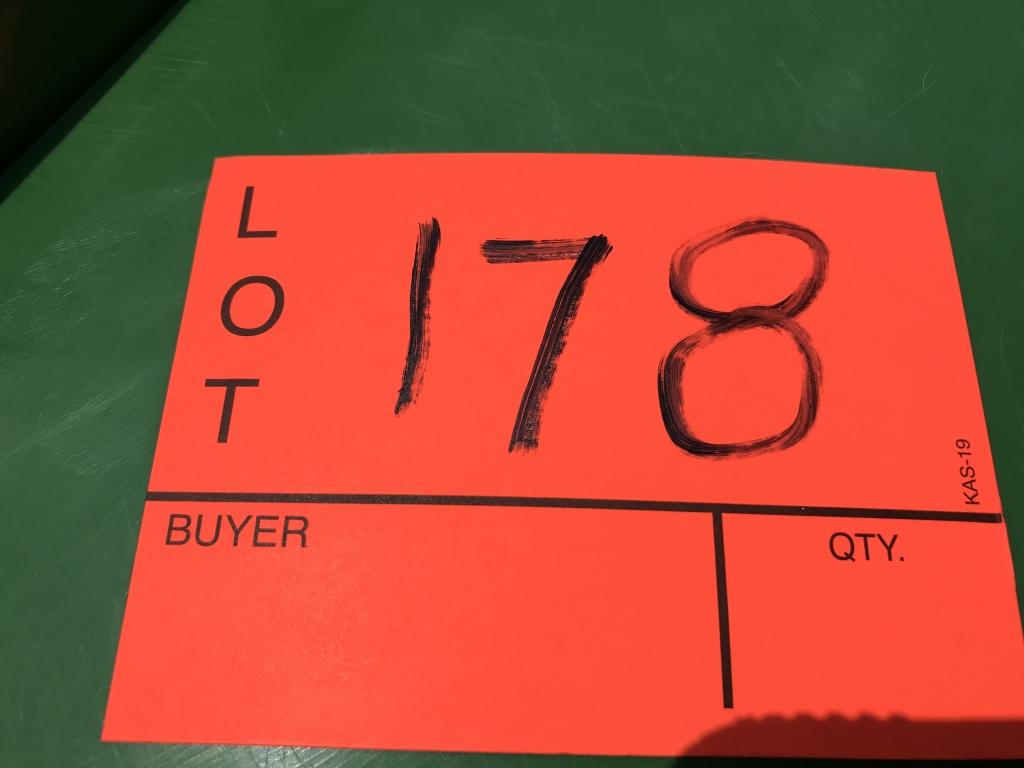 LOT 178
KAS-19
BUYER QTY.